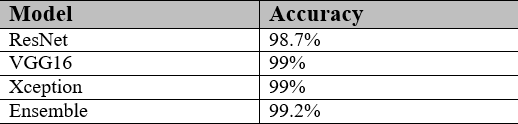 Model Accuracy
ResNet 98.7%
VGG16 99%
Xception 99%
Ensemble 99.2%